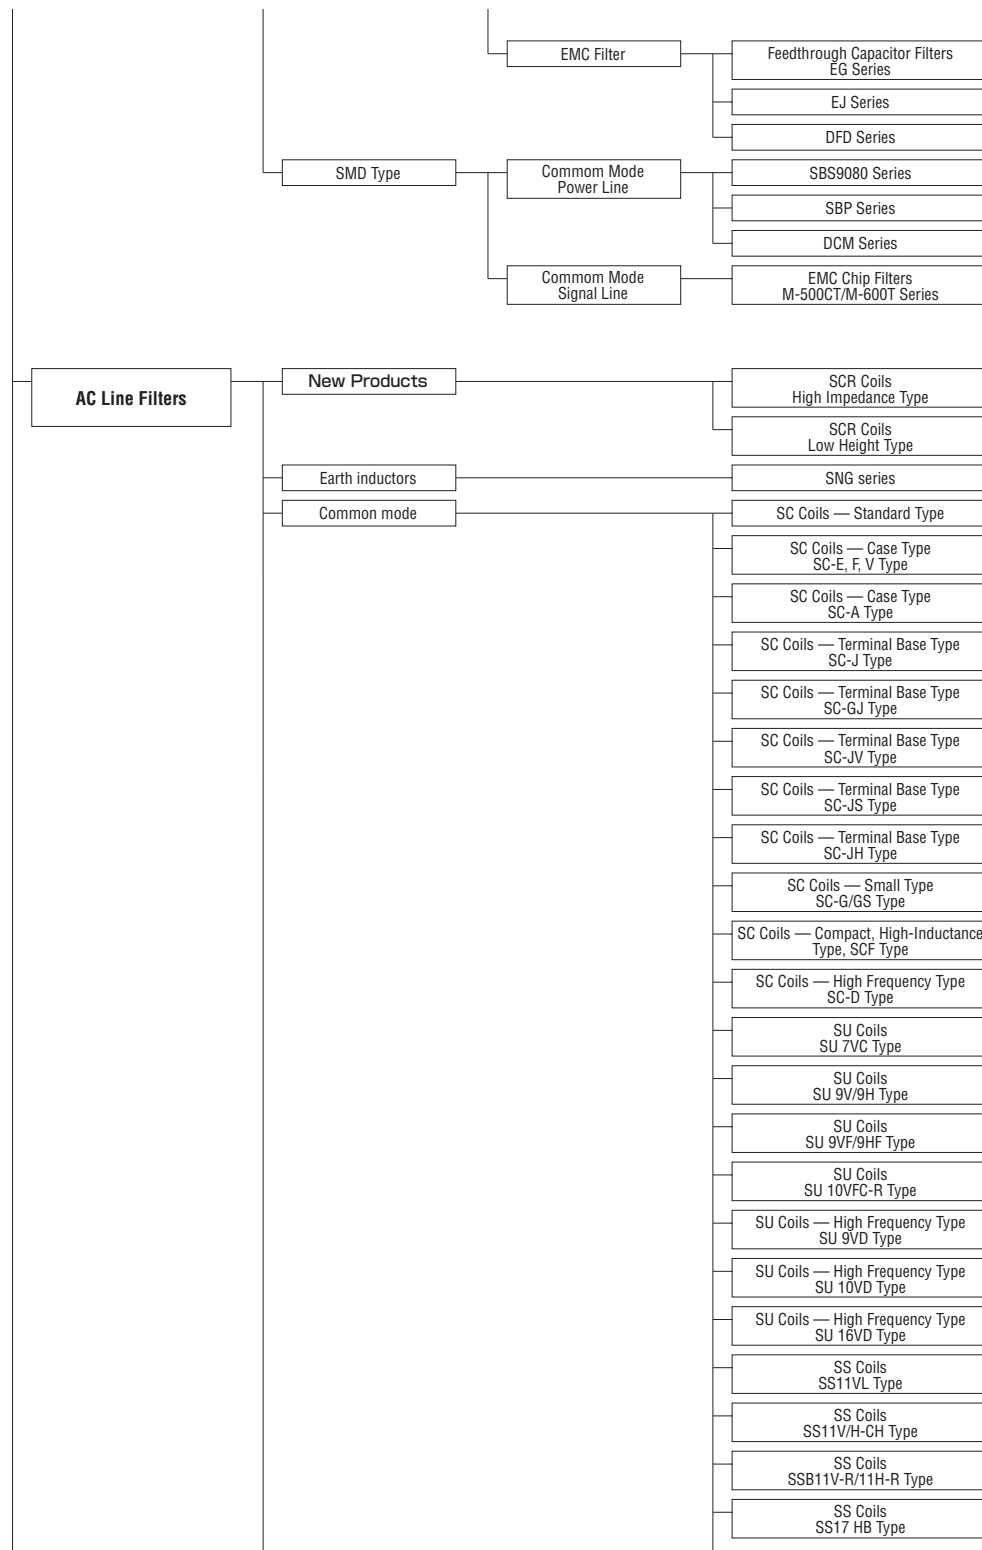 EMC Filter
Feedthrough Capacitor Filters
EG Series
EJ Series
DFD Series
SMD Type
Commom Mode
Power Line
SBS9080 Series
SBP Series
DCM Series
Commom Mode
Signal Line
EMC Chip Filters
M-500CT/M-600T Series
AC Line Filters
New Products
SCR Coils
High Impedance Type
SCR Coils
Low Height Type
Earth inductors
SNG series
Common mode
SC Coils — Standard Type
SC Coils — Case Type
SC-E, F, V Type
SC Coils — Case Type
SC-A Type
SC Coils — Terminal Base Type
SC-J Type
SC Coils — Terminal Base Type
SC-GJ Type
SC Coils — Terminal Base Type
SC-JV Type
SC Coils — Terminal Base Type
SC-JS Type
SC Coils — Terminal Base Type
SC-JH Type
SC Coils — Small Type
SC-G/GS Type
SC Coils — Compact, High-Inductance
Type, SCF Type
SC Coils — High Frequency Type
SC-D Type
SU Coils
SU 7VC Type
SU Coils
SU 9V/9H Type
SU Coils
SU 9VF/9HF Type
SU Coils
SU 10VFC-R Type
SU Coils — High Frequency Type
SU 9VD Type
SU Coils — High Frequency Type
SU 10VD Type
SU Coils — High Frequency Type
SU 16VD Type
SS Coils
SS11VL Type
SS Coils
SS11V/H-CH Type
SS Coils
SSB11V-R/11H-R Type
SS Coils
SS17 HB Type